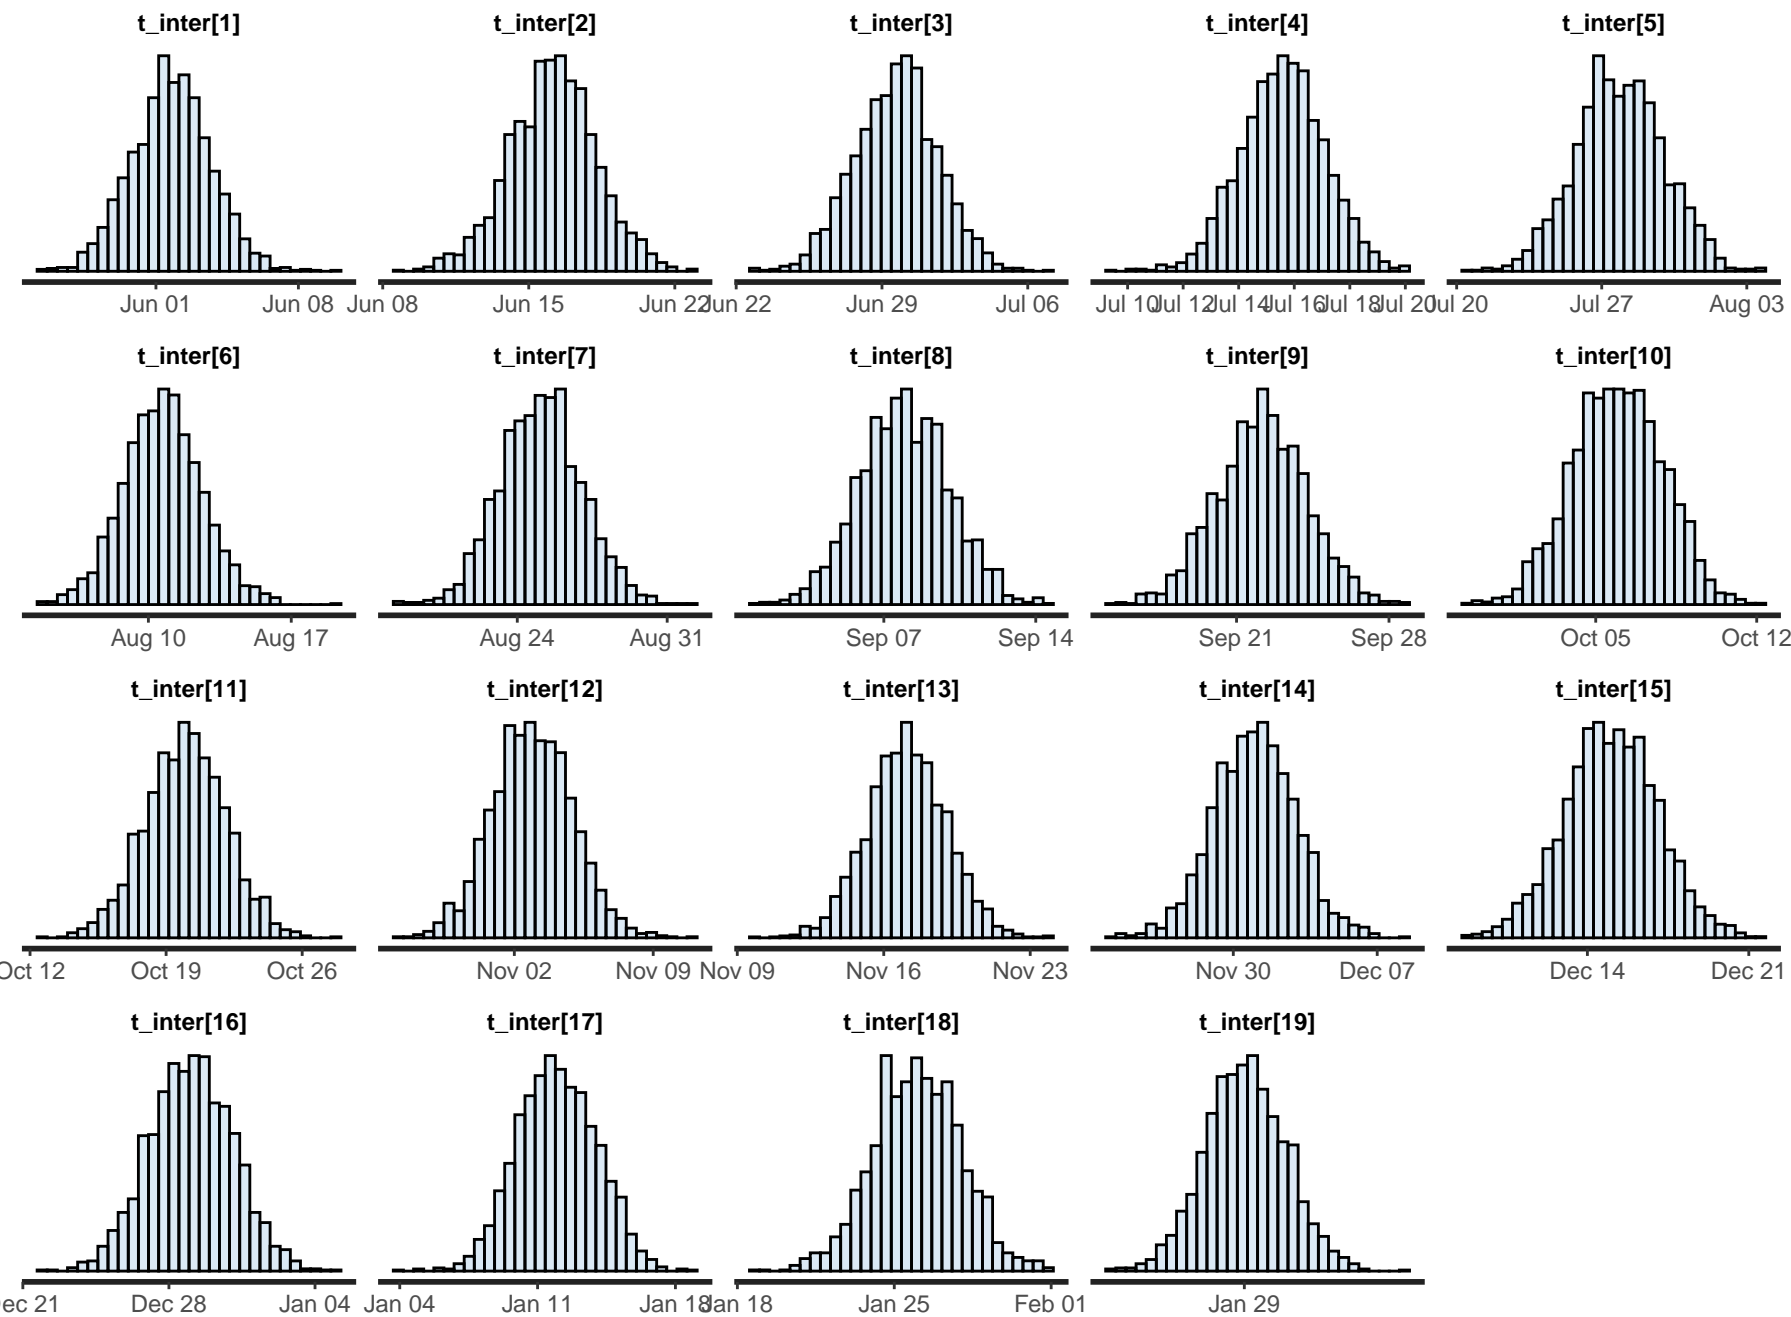 t_inter[1] t_inter[2] t_inter[3] t_inter[4] t_inter[5]
Jun 01 Jun 08 Jun 08 Jun 15 Jun 22 Jun 22 Jun 29 Jul 06 Jul 10 Jul 12 Jul 14 Jul 16 Jul 18 Jul 20 Jul 20 Jul 27 Aug 03
t_inter[6] t_inter[7] t_inter[8] t_inter[9] t_inter[10]
Aug 10 Aug 17 Aug 24 Aug 31 Sep 07 Sep 14 Sep 21 Sep 28 Oct 05 Oct 12
t_inter[11] t_inter[12] t_inter[13] t_inter[14] t_inter[15]
Oct 12 Oct 19 Oct 26 Nov 02 Nov 09 Nov 09 Nov 16 Nov 23 Nov 30 Dec 07 Dec 14 Dec 21
t_inter[16] t_inter[17] t_inter[18] t_inter[19]
ec 21 Dec 28 Jan 04 Jan 04 Jan 11 Jan 18 Jan 18 Jan 25 Feb 01 Jan 29